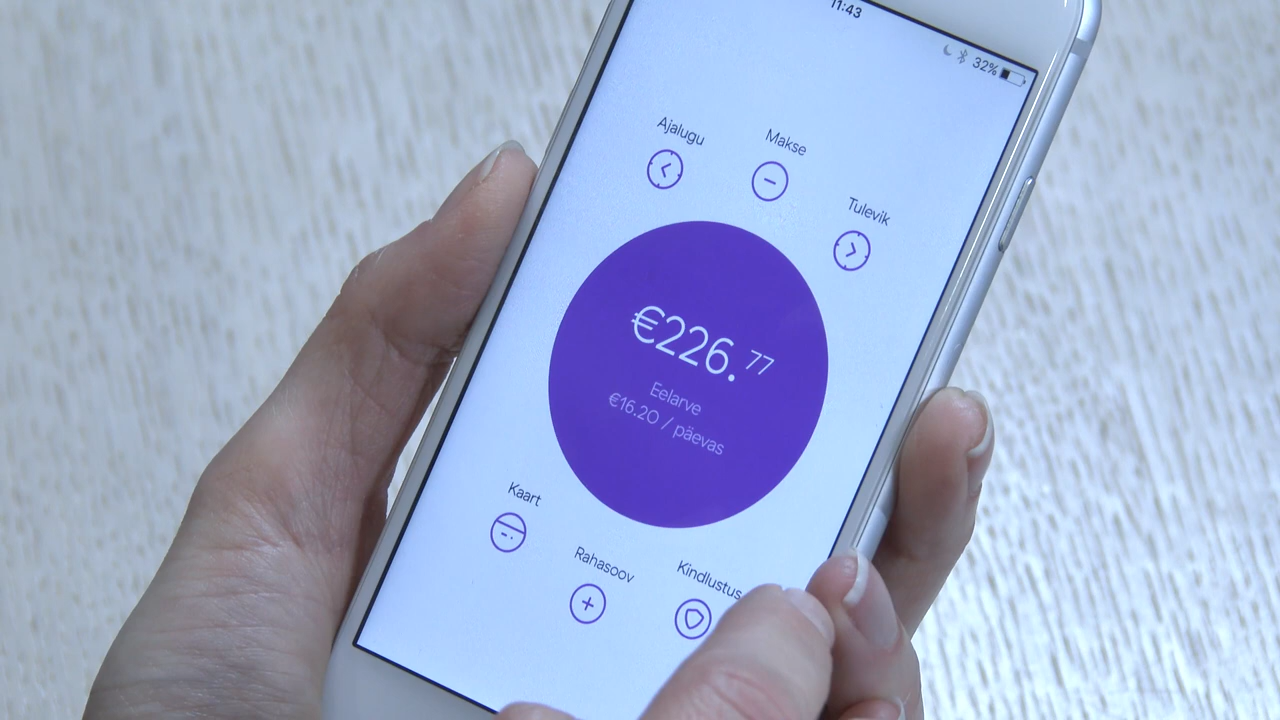 11:43
32%
Ajalugu
Makse
Tulevik
€226.77
Eelarve
€16.20 / päevas
Kaart
Rahasoov
Kindlustus